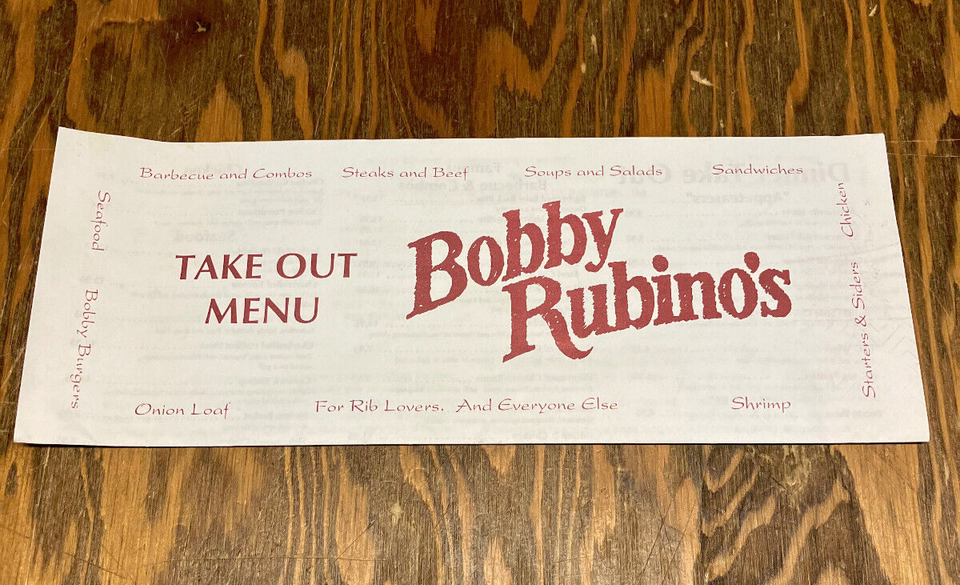 Barbecue and Combos Steaks and Beef Soups and Salads Sandwiches
Seafood
Bobby Burgers
TAKE OUT
MENU
Bobby
Rubino's
Chicken
Starters & Siders
Onion Loaf For Rib Lovers. And Everyone Else Shrimp